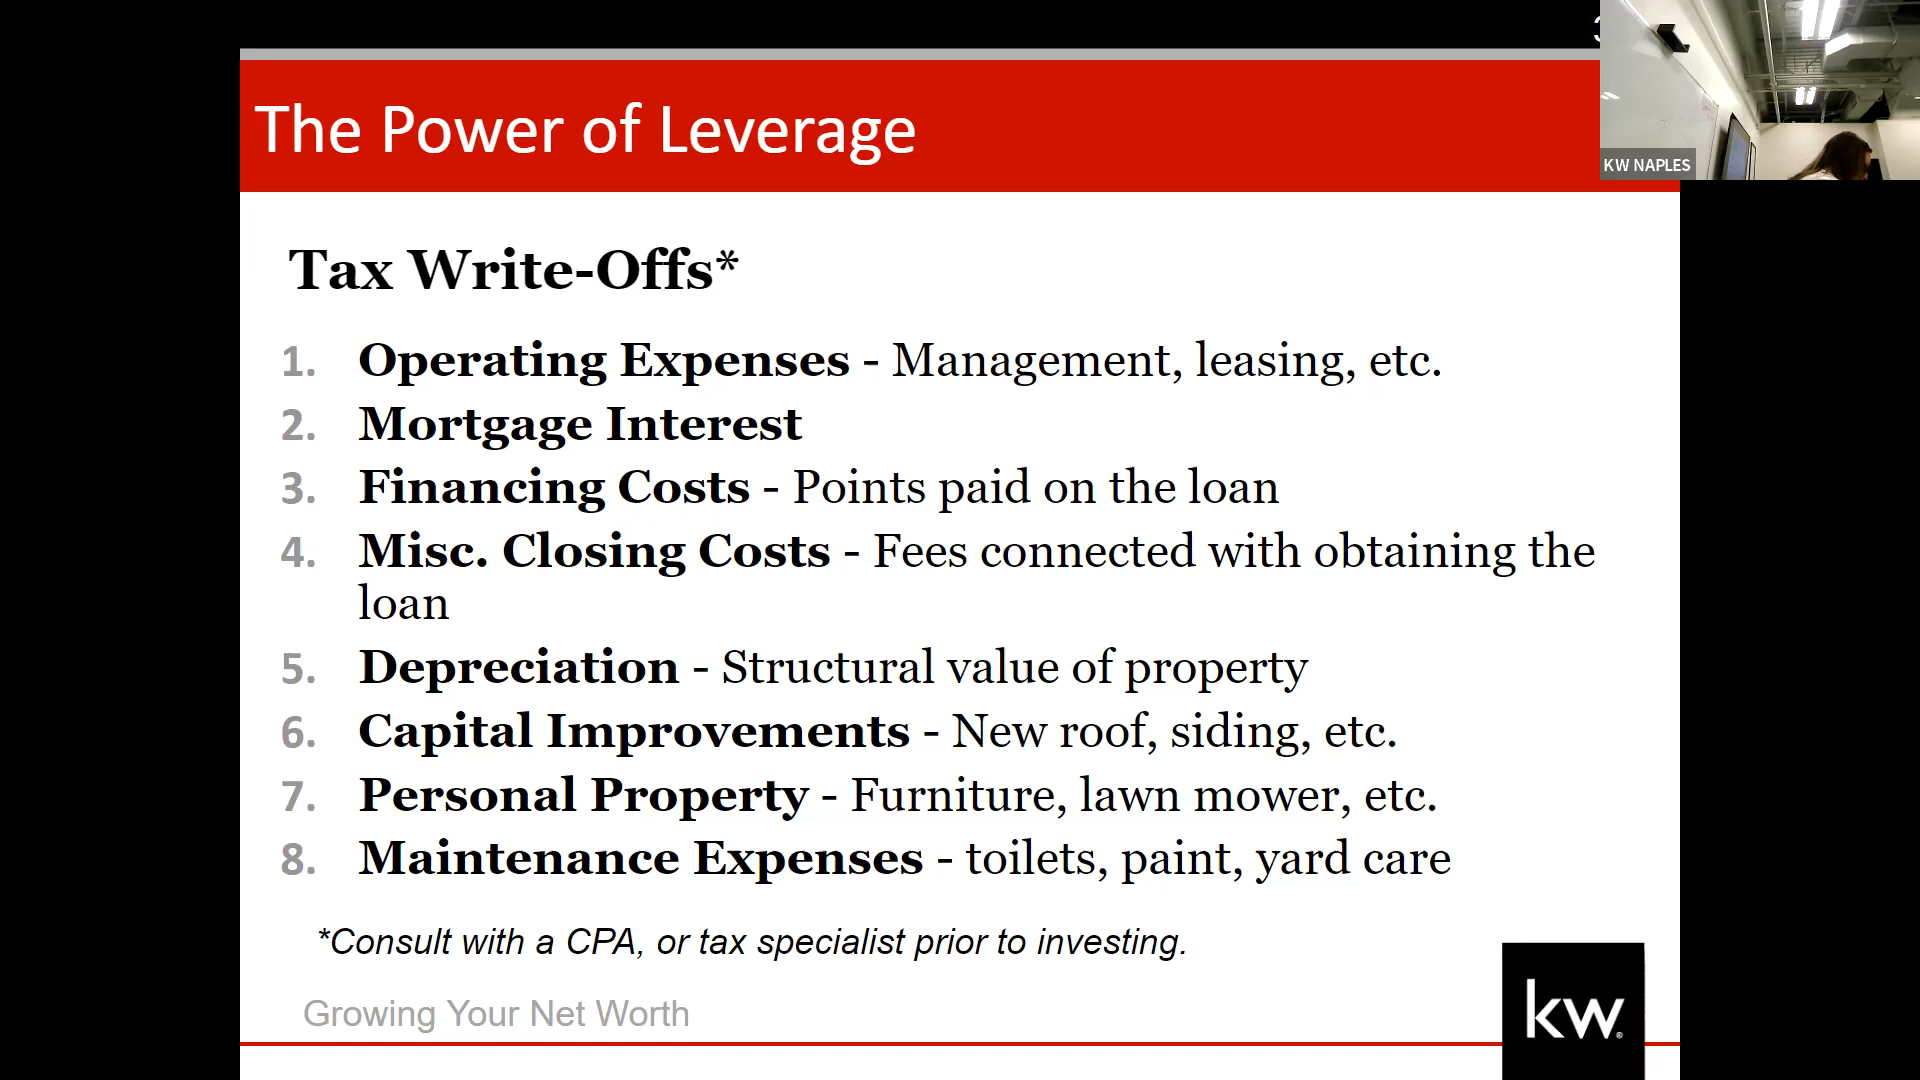 The Power of Leverage
KW NAPLES
Tax Write-Offs*
1. Operating Expenses - Management, leasing, etc.
2. Mortgage Interest
3. Financing Costs - Points paid on the loan
4. Misc. Closing Costs - Fees connected with obtaining the
loan
5. Depreciation - Structural value of property
6. Capital Improvements - New roof, siding, etc.
7. Personal Property - Furniture, lawn mower, etc.
8. Maintenance Expenses - toilets, paint, yard care
*Consult with a CPA, or tax specialist prior to investing.
Growing Your Net Worth
kw®